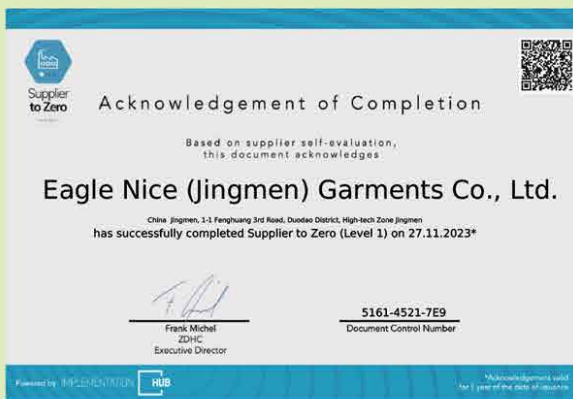 Supplier
to Zero
Acknowledgement of Completion
Based on supplier self-evaluation,
this document acknowledges
Eagle Nice (Jingmen) Garments Co., Ltd.
China Jingmen, 1-1 Fenghuang 3rd Road, Duodao District, High-tech Zone Jingmen
has successfully completed Supplier to Zero (Level 1) on 27.11.2023*
Frank Michel
ZDHC
Executive Director
5161-4521-7E9
Document Control Number
Powered by IMPLEMENTATION HUB
*Acknowledgement valid
for 1 year of the date of issuance